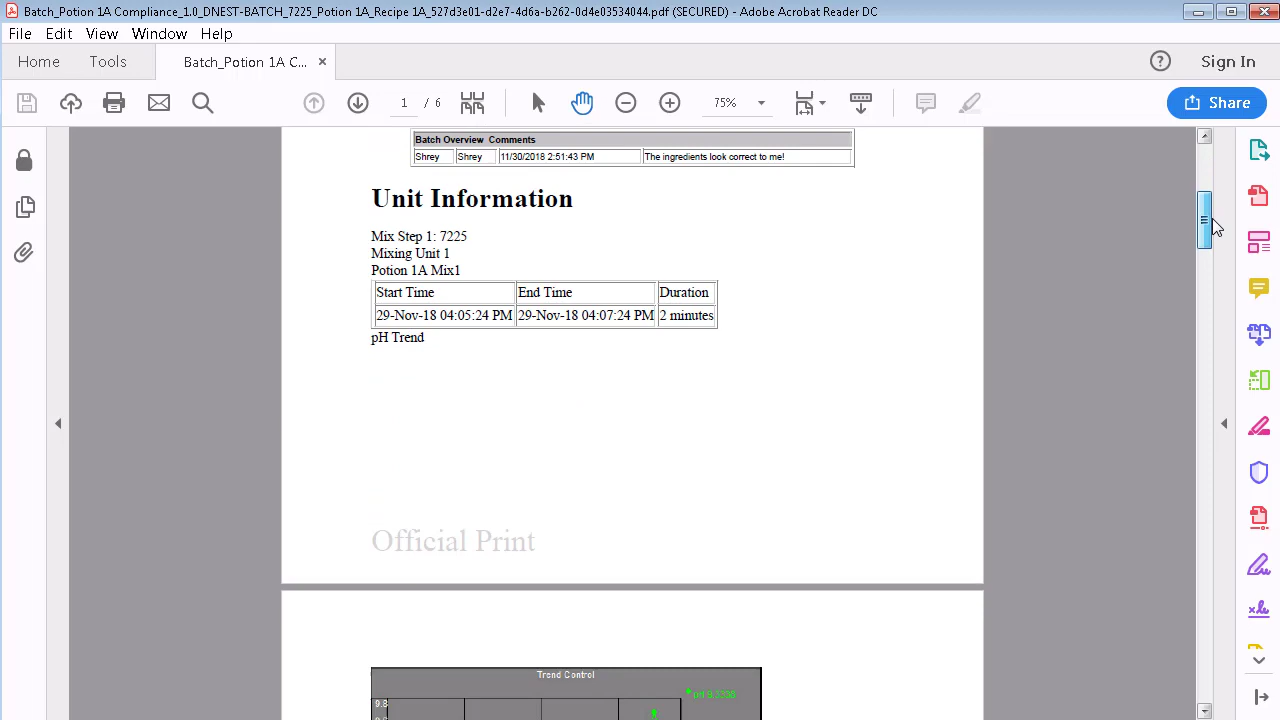 Batch_Potion 1A Compliance_1.0_DNEST-BATCH_7225_Potion 1A_Recipe 1A_527d3e01-d2e7-4d6a-b262-0d4e03534044.pdf (SECURED) - Adobe Acrobat Reader DC
File Edit View Window Help
Home Tools Batch_Potion 1A C... × Sign In
1 / 6 75% Share
Batch Overview Comments
Shrey Shrey 11/30/2018 2:51:43 PM The ingredients look correct to me!
Unit Information
Mix Step 1: 7225
Mixing Unit 1
Potion 1A Mix1
Start Time End Time Duration
29-Nov-18 04:05:24 PM 29-Nov-18 04:07:24 PM 2 minutes
pH Trend
Official Print
Trend Control
9.8